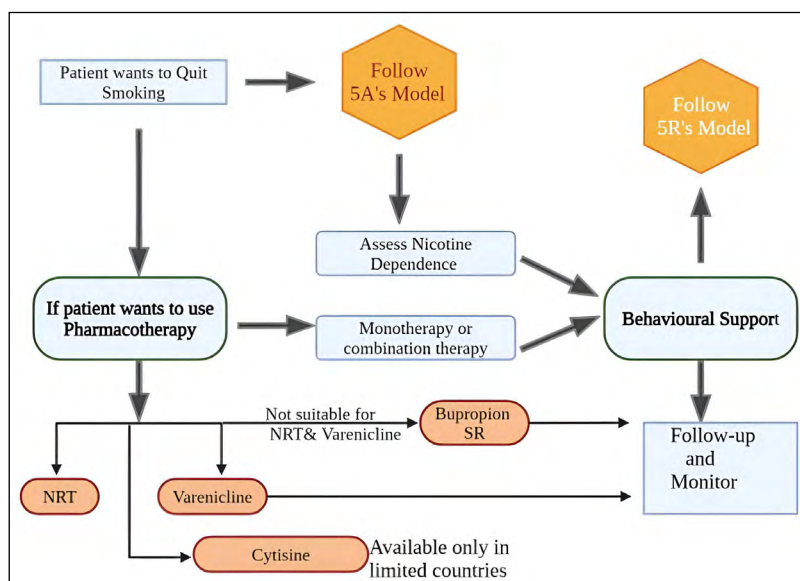 Patient wants to Quit
Smoking
Follow
5A's Model
Follow
5R's Model
Assess Nicotine
Dependence
If patient wants to use
Pharmacotherapy
Monotherapy or
combination therapy
Behavioural Support
Not suitable for
NRT& Varenicline
Bupropion
SR
Follow-up
and
Monitor
NRT
Varenicline
Cytisine
Available only in
limited countries